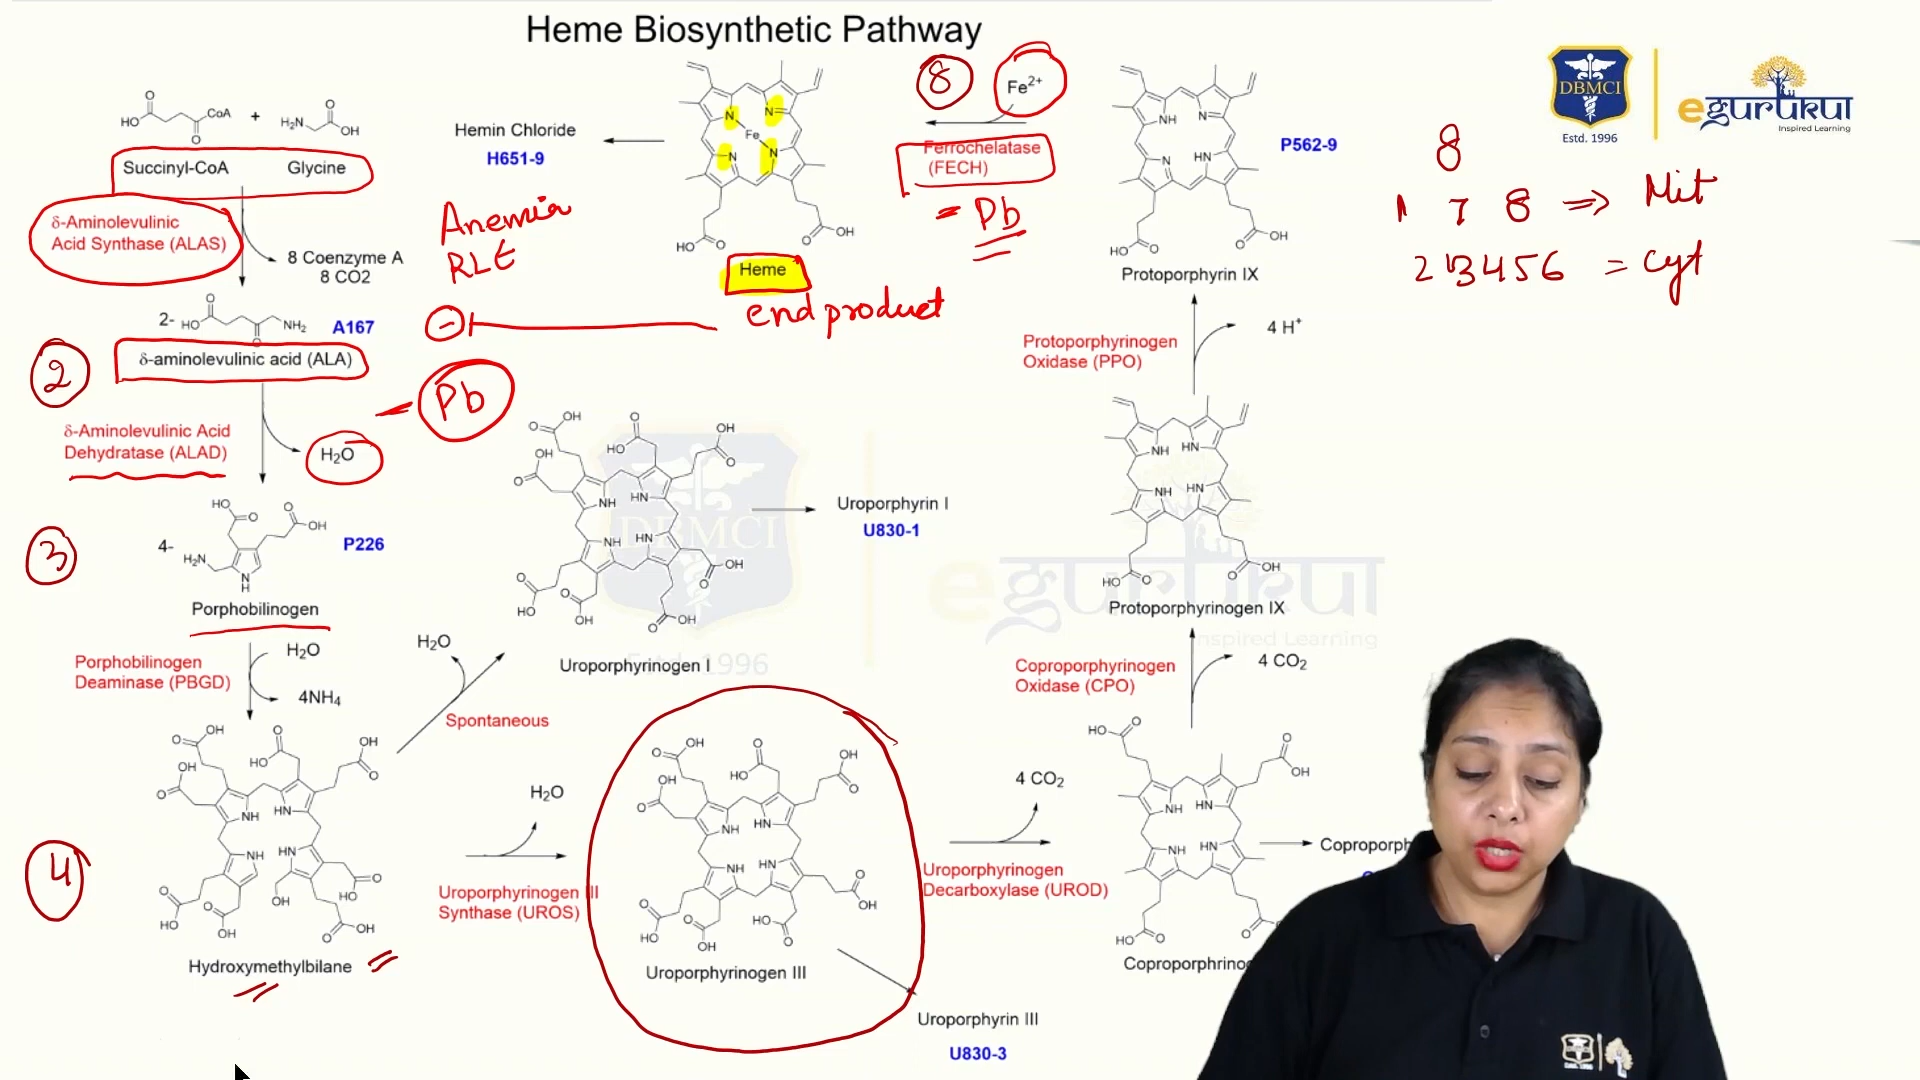 Heme Biosynthetic Pathway
DBMCI
Estd. 1996
egurukul
Inspired Learning
Succinyl-CoA
+
Glycine
δ-Aminolevulinic
Acid Synthase (ALAS)
8 Coenzyme A
8 CO2
2-
A167
δ-aminolevulinic acid (ALA)
2
δ-Aminolevulinic Acid
Dehydratase (ALAD)
H₂O
Pb
3
4-
P226
Porphobilinogen
Porphobilinogen
Deaminase (PBGD)
H₂O
4NH₄
4
Hydroxymethylbilane
H₂O
Spontaneous
Uroporphyrinogen I
Uroporphyrin I
U830-1
H₂O
Uroporphyrinogen III
Synthase (UROS)
Uroporphyrinogen III
Uroporphyrin III
U830-3
4 CO₂
Uroporphyrinogen
Decarboxylase (UROD)
Coproporphrinog
Coproporph
Coproporphyrinogen
Oxidase (CPO)
4 CO₂
Protoporphyrinogen IX
Protoporphyrinogen
Oxidase (PPO)
4 H⁺
Protoporphyrin IX
P562-9
8
Fe²⁺
Ferrochelatase
(FECH)
Pb
Heme
end product
Hemin Chloride
H651-9
Anemia
RLE
8
1 7 8 ⇒ Mit
2 3 4 5 6 = Cyt